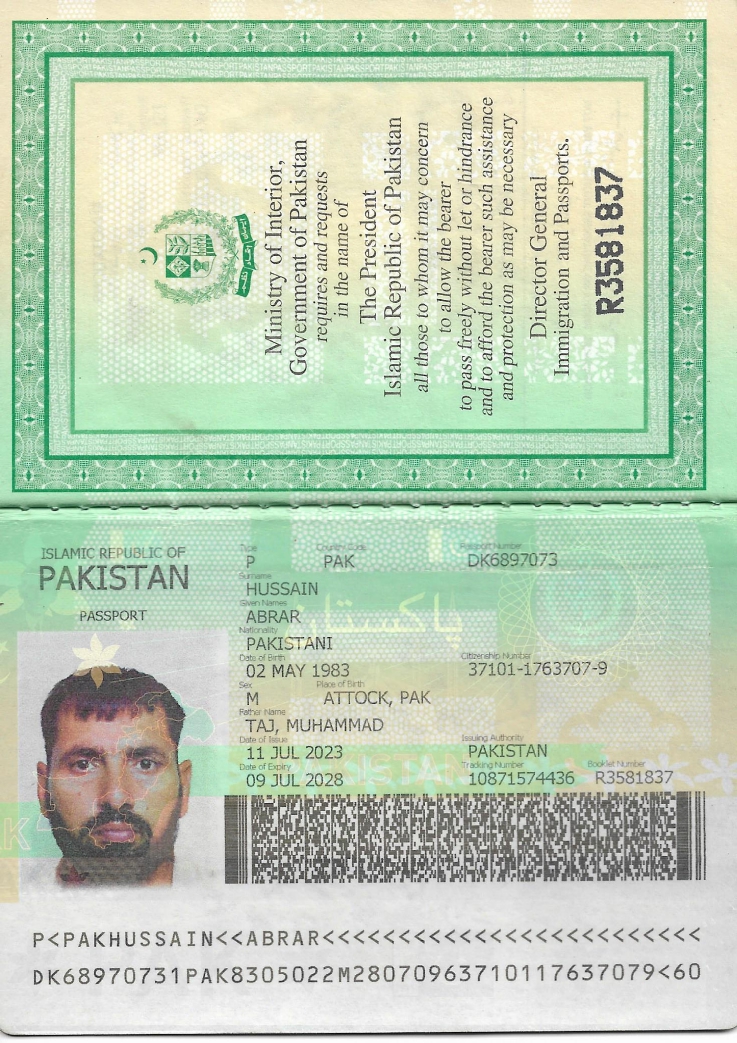 Ministry of Interior,
Government of Pakistan
requires and requests
in the name of
The President
Islamic Republic of Pakistan
all those to whom it may concern
to allow the bearer
to pass freely without let or hindrance
and to afford the bearer such assistance
and protection as may be necessary
Director General
Immigration and Passports.
R3581837
ISLAMIC REPUBLIC OF
PAKISTAN
PASSPORT
Type Country Code Passport Number
P PAK DK6897073
Surname
HUSSAIN
Given Names
ABRAR
پاکستان
Nationality
PAKISTANI
Date of Birth Citizenship Number
02 MAY 1983 37101-1763707-9
Sex Place of Birth
M ATTOCK, PAK
Father Name
TAJ, MUHAMMAD
Date of Issue Issuing Authority
11 JUL 2023 PAKISTAN
Date of Expiry Tracking Number Booklet Number
09 JUL 2028 10871574436 R3581837
PAKISTAN
P<PAKHUSSAIN<<ABRAR<<<<<<<<<<<<<<<<<<<<<<<<<
DK68970731PAK8305022M28070963710117637079<60